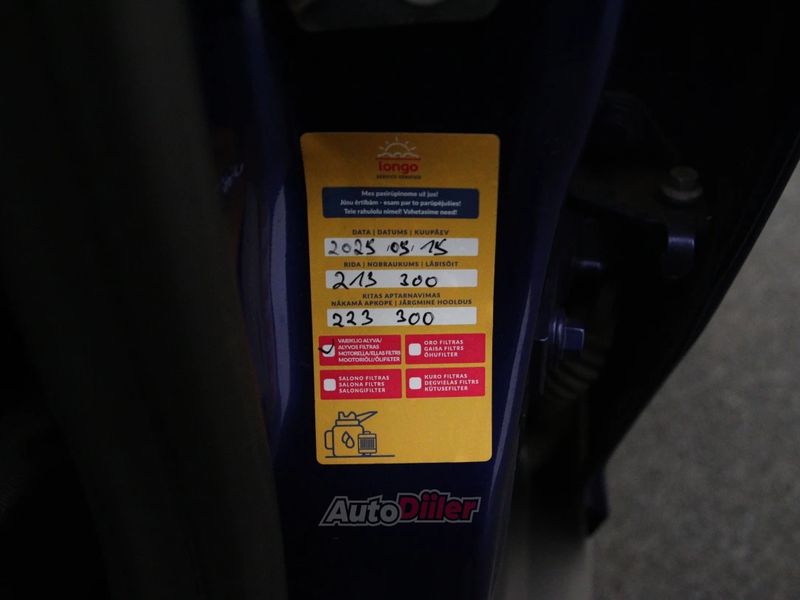 longo
Mes pasirūpinome už jus!
Jūsu ērtībām - esam par to parūpējušies!
Teie rahulolu nimel! Vahetasime need!
DATA | DATUMS | KUUPÄEV
2025 .05. 15
RIDA | NOBRAUKUMS | LÄBISÕIT
213 300
KITAS APTARNAVIMAS
NĀKAMĀ APKOPE | JÄRGMINE HOOLDUS
223 300
VARIKLIO ALYVA/
ALYVOS FILTRAS
MOTOREĻĻA/EĻĻAS FILTRS
MOOTORIÕLI/ÕLIFILTER
ORO FILTRAS
GAISA FILTRS
ÕHUFILTER
SALONO FILTRAS
SALONA FILTRS
SALONGIFILTER
KURO FILTRAS
DEGVIELAS FILTRS
KÜTUSEFILTER
AutoDiiler